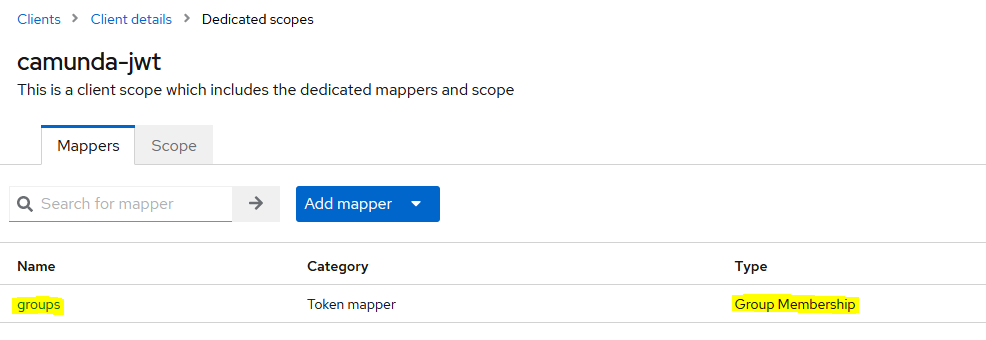 Clients > Client details > Dedicated scopes
camunda-jwt
This is a client scope which includes the dedicated mappers and scope
Mappers Scope
Search for mapper Add mapper
Name Category Type
groups Token mapper Group Membership